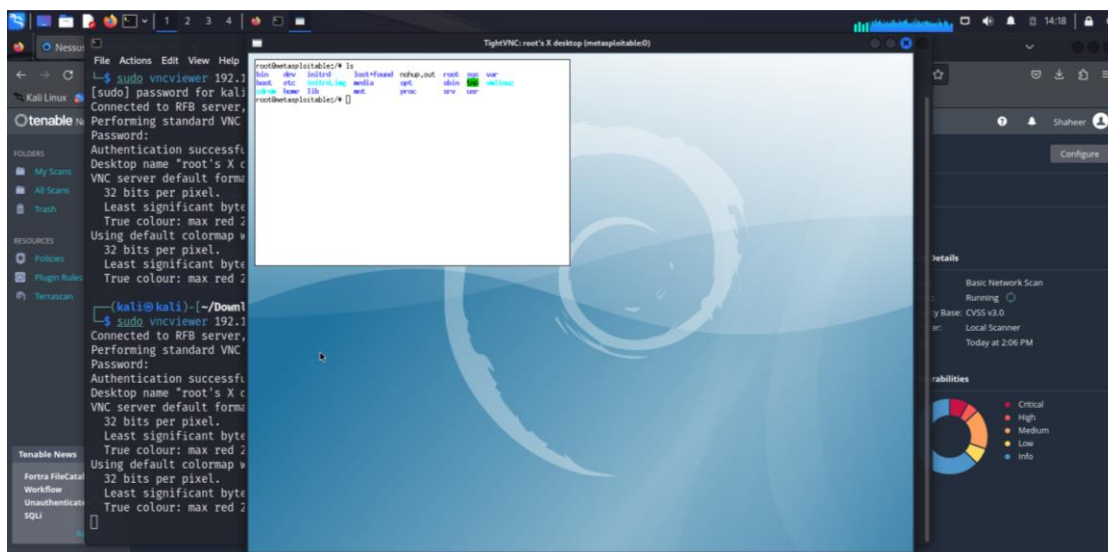 1 2 3 4
14:18
Nessus
TightVNC: root's X desktop (metasploitable:0)
File Actions Edit View Help
Kali Linux
tenable
Shaheer
Configure
FOLDERS
My Scans
All Scans
Trash
RESOURCES
Policies
Plugin Rules
Terrascan
Tenable News
Fortra FileCatal
Workflow
Unauthenticate
SQLi
└─$ sudo vncviewer 192.1
[sudo] password for kali
Connected to RFB server,
Performing standard VNC
Password:
Authentication successfu
Desktop name "root's X d
VNC server default forma
32 bits per pixel.
Least significant byte
True colour: max red 2
Using default colormap w
32 bits per pixel.
Least significant byte
True colour: max red 2
┌──(kali㉿kali)-[~/Downl
└─$ sudo vncviewer 192.1
Connected to RFB server,
Performing standard VNC
Password:
Authentication successfu
Desktop name "root's X d
VNC server default forma
32 bits per pixel.
Least significant byte
True colour: max red 2
Using default colormap w
32 bits per pixel.
Least significant byte
True colour: max red 2
root@metasploitable:/# ls
bin dev initrd lost+found nohup.out root sys var
boot etc initrd.img media opt sbin tmp vmlinuz
cdrom home lib mnt proc srv usr
root@metasploitable:/#
Details
Basic Network Scan
Running
y Base: CVSS v3.0
er: Local Scanner
Today at 2:06 PM
rabilities
Critical
High
Medium
Low
Info